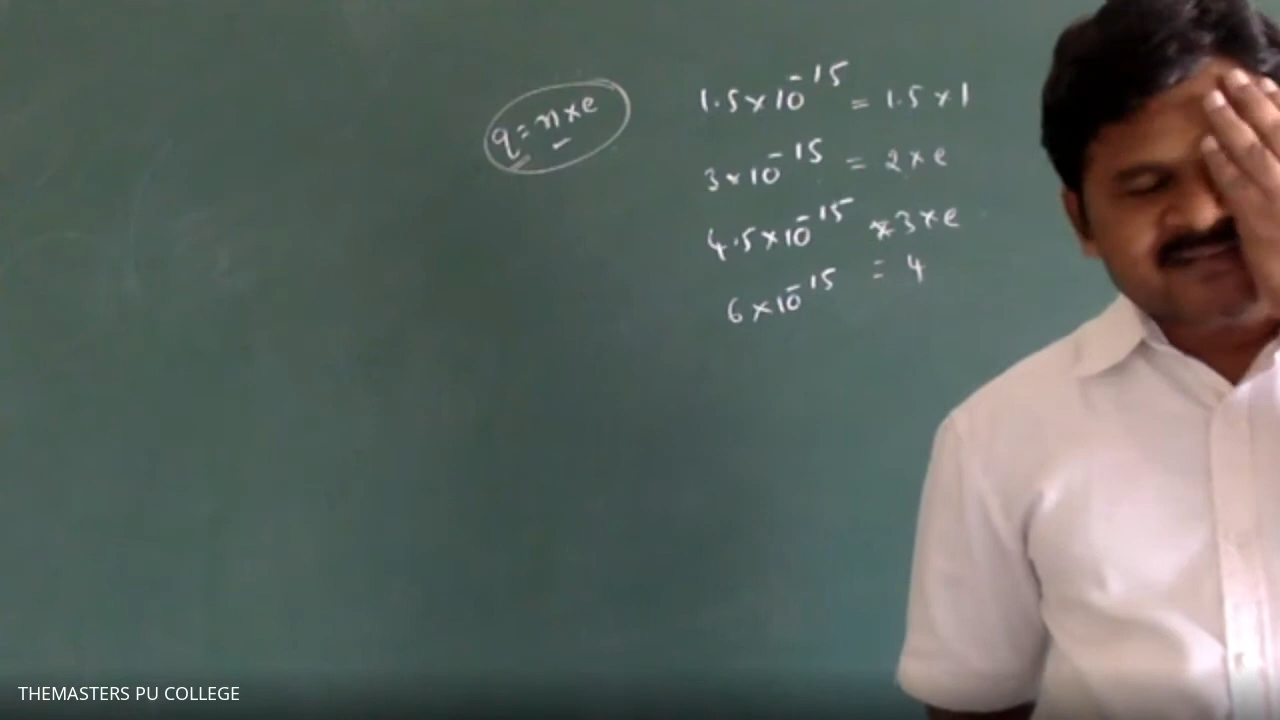 q = n × e
1.5 × 10⁻¹⁵ = 1.5 × 1
3 × 10⁻¹⁵ = 2 × e
4.5 × 10⁻¹⁵ × 3 × e
6 × 10⁻¹⁵ = 4
THEMASTERS PU COLLEGE